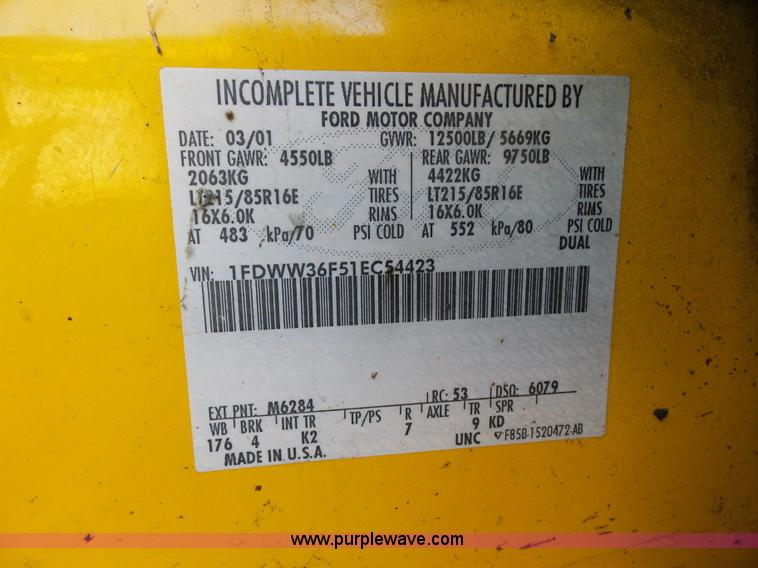 INCOMPLETE VEHICLE MANUFACTURED BY
FORD MOTOR COMPANY
DATE: 03/01 GVWR: 12500LB/ 5669KG
FRONT GAWR: 4550LB REAR GAWR: 9750LB
2063KG WITH 4422KG WITH
LT215/85R16E TIRES LT215/85R16E TIRES
16X6.0K RIMS 16X6.0K RIMS
AT 483 kPa/70 PSI COLD AT 552 kPa/80 PSI COLD
DUAL
VIN: 1FDWW36F51EC54423
EXT PNT: M6284 RC: 53 DSO: 6079
WB BRK INT TR TP/PS R AXLE TR SPR
176 4 K2 7 9 KD
UNC F85B-1520472-AB
MADE IN U.S.A.
www.purplewave.com